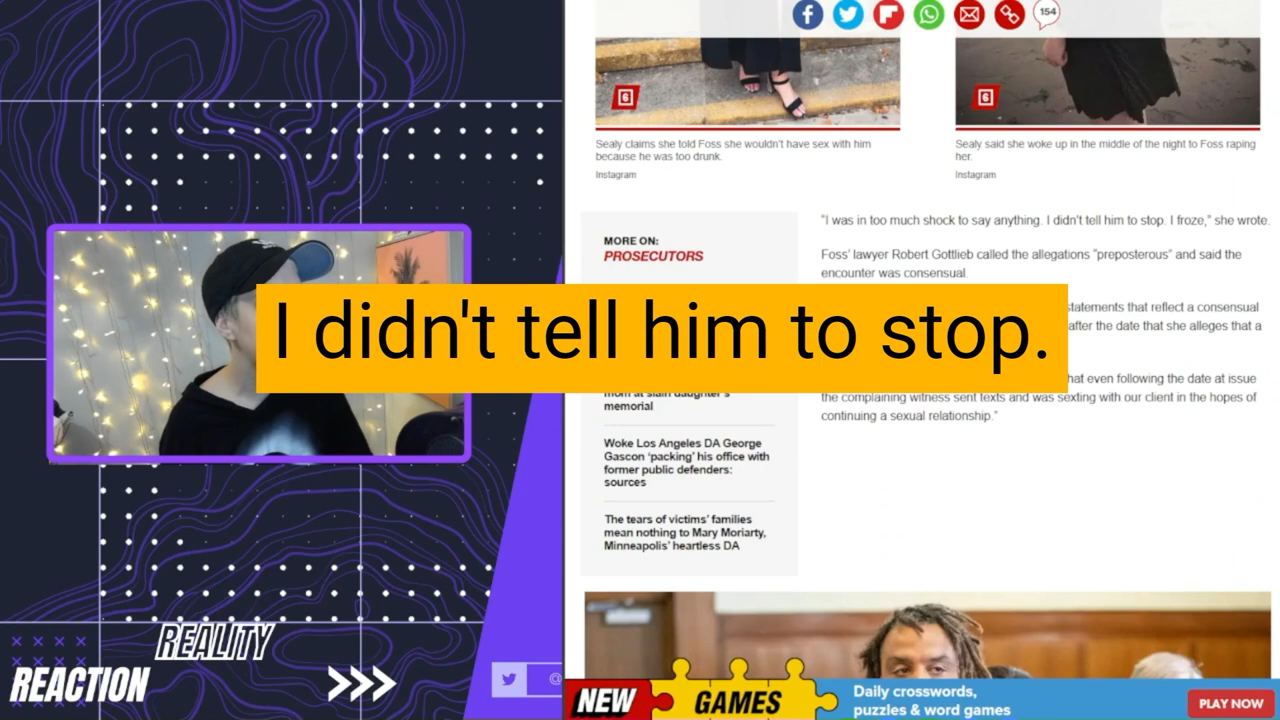 154
6
6
Sealy claims she told Foss she wouldn't have sex with him
because he was too drunk.
Instagram
Sealy said she woke up in the middle of the night to Foss raping
her.
Instagram
MORE ON:
PROSECUTORS
"I was in too much shock to say anything. I didn't tell him to stop. I froze," she wrote.
Foss' lawyer Robert Gottlieb called the allegations "preposterous" and said the
encounter was consensual.
statements that reflect a consensual
after the date that she alleges that a
I didn't tell him to stop.
that even following the date at issue
the complaining witness sent texts and was sexting with our client in the hopes of
continuing a sexual relationship."
mom at slain daughter's
memorial
Woke Los Angeles DA George
Gascon 'packing' his office with
former public defenders:
sources
The tears of victims' families
mean nothing to Mary Moriarty,
Minneapolis' heartless DA
REALITY
REACTION
@
NEW GAMES
Daily crosswords,
puzzles & word games
PLAY NOW